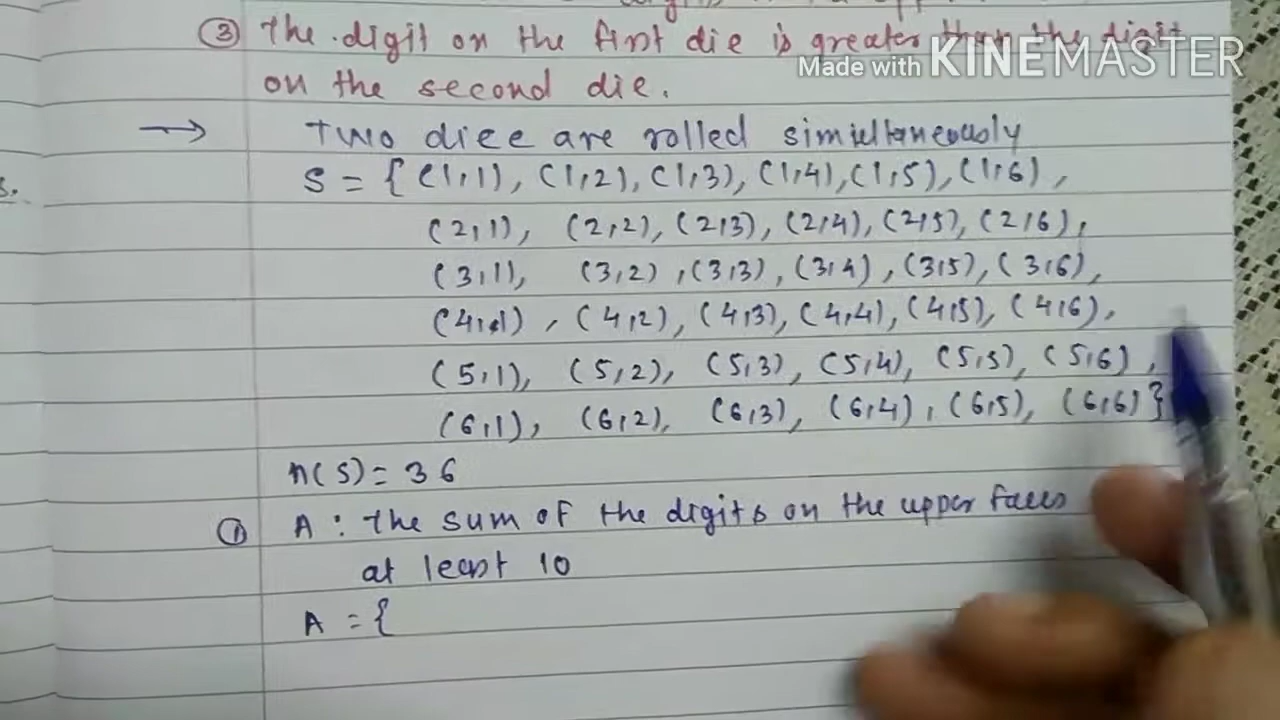 ③ The digit on the first die is greater than the digit
on the second die.
Made with KINEMASTER
→ Two dice are rolled simultaneously
S = { (1,1), (1,2), (1,3), (1,4), (1,5), (1,6),
(2,1), (2,2), (2,3), (2,4), (2,5), (2,6),
(3,1), (3,2), (3,3), (3,4), (3,5), (3,6),
(4,1), (4,2), (4,3), (4,4), (4,5), (4,6),
(5,1), (5,2), (5,3), (5,4), (5,5), (5,6),
(6,1), (6,2), (6,3), (6,4), (6,5), (6,6) }
n(S) = 36
① A : the sum of the digits on the upper faces
at least 10
A = {